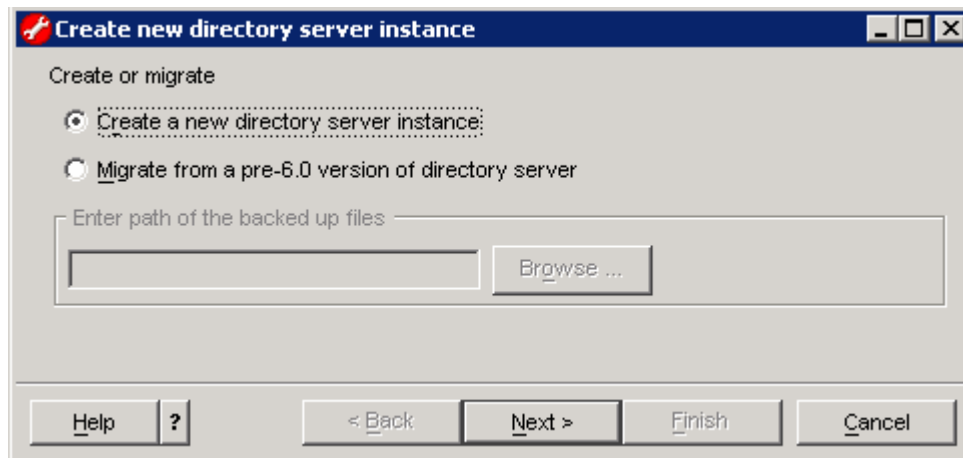 Create new directory server instance
Create or migrate
Create a new directory server instance
Migrate from a pre-6.0 version of directory server
Enter path of the backed up files
Browse ...
Help ? < Back Next > Finish Cancel